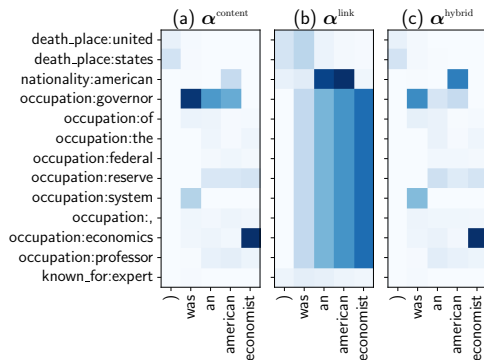 (a) α^content (b) α^link (c) α^hybrid
death_place:united
death_place:states
nationality:american
occupation:governor
occupation:of
occupation:the
occupation:federal
occupation:reserve
occupation:system
occupation:,
occupation:economics
occupation:professor
known_for:expert
) was an american economist
) was an american economist
) was an american economist